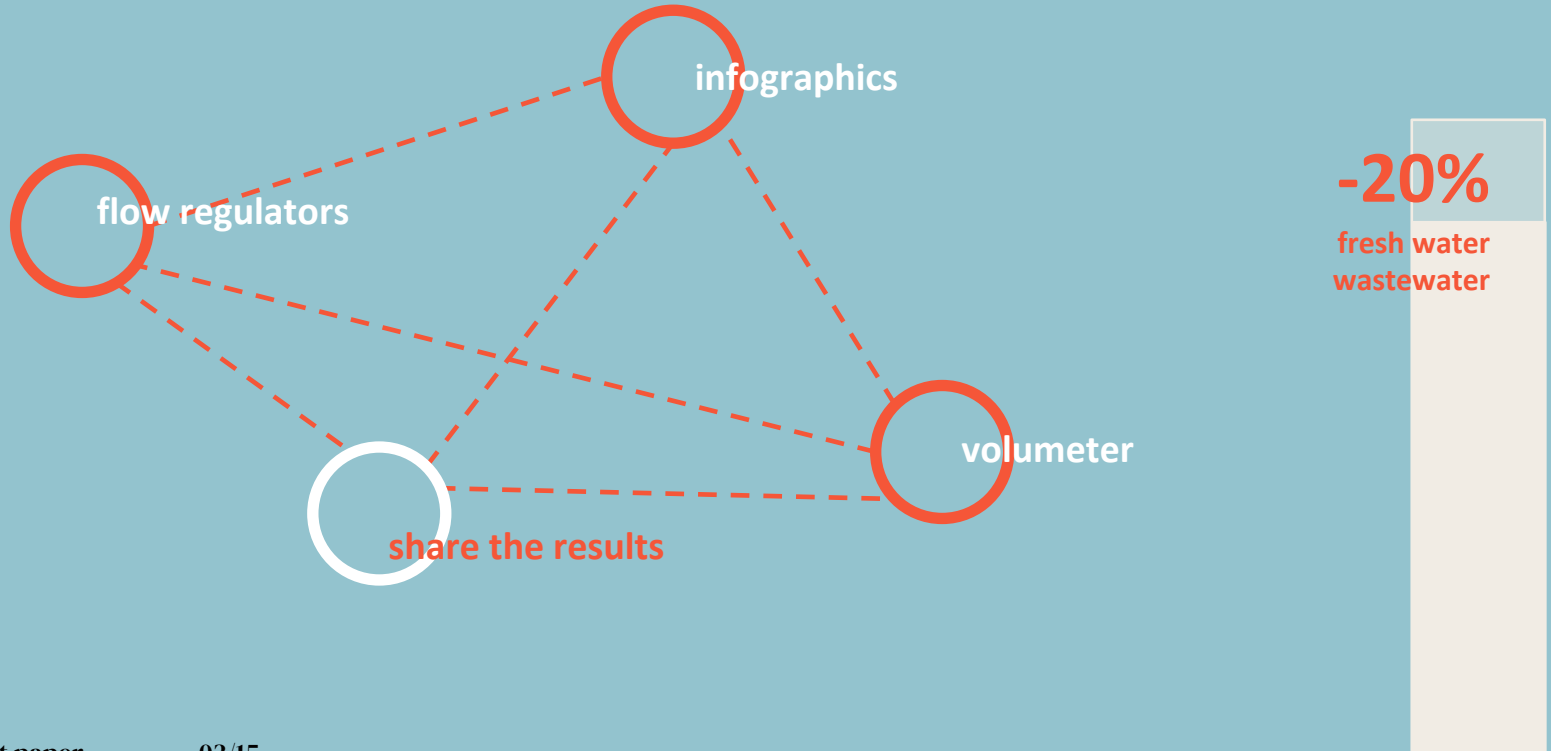 infographics
flow regulators
-20%
fresh water
wastewater
volumeter
share the results